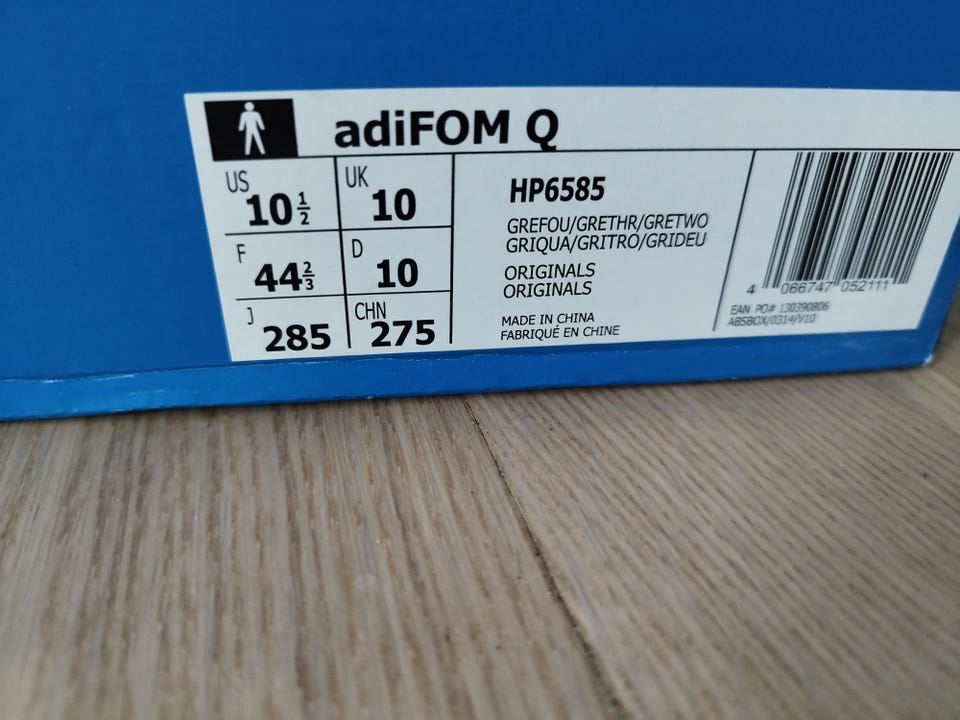 adiFOM Q
US 10 1/2 UK 10
F 44 2/3 D 10
J 285 CHN 275
HP6585
GREFOU/GRETHR/GRETWO
GRIQUA/GRITRO/GRIDEU
ORIGINALS
ORIGINALS
MADE IN CHINA
FABRIQUÉ EN CHINE
4 066747 052111
EAN PO# 130390806
ABSBOX/0314/V10